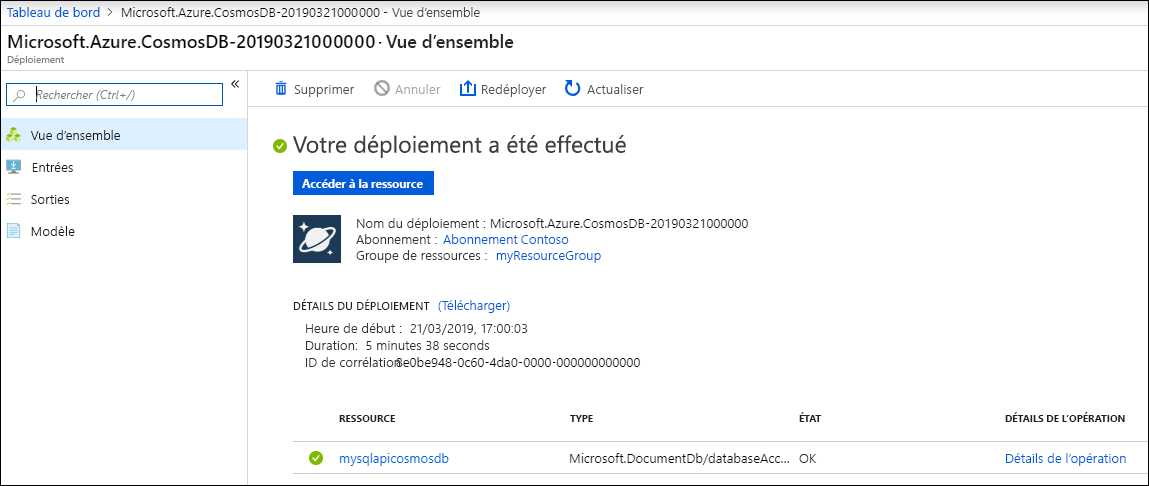 Tableau de bord > Microsoft.Azure.CosmosDB-20190321000000 - Vue d'ensemble
Microsoft.Azure.CosmosDB-20190321000000 · Vue d'ensemble
Déploiement
Rechercher (Ctrl+/)
«
Supprimer Annuler Redéployer Actualiser
Vue d'ensemble
Entrées
Sorties
Modèle
Votre déploiement a été effectué
Accéder à la ressource
Nom du déploiement : Microsoft.Azure.CosmosDB-20190321000000
Abonnement : Abonnement Contoso
Groupe de ressources : myResourceGroup
DÉTAILS DU DÉPLOIEMENT (Télécharger)
Heure de début : 21/03/2019, 17:00:03
Duration: 5 minutes 38 seconds
ID de corrélation 8e0be948-0c60-4da0-0000-000000000000
RESSOURCE TYPE ÉTAT DÉTAILS DE L'OPÉRATION
mysqlapicosmosdb Microsoft.DocumentDb/databaseAcc... OK Détails de l'opération